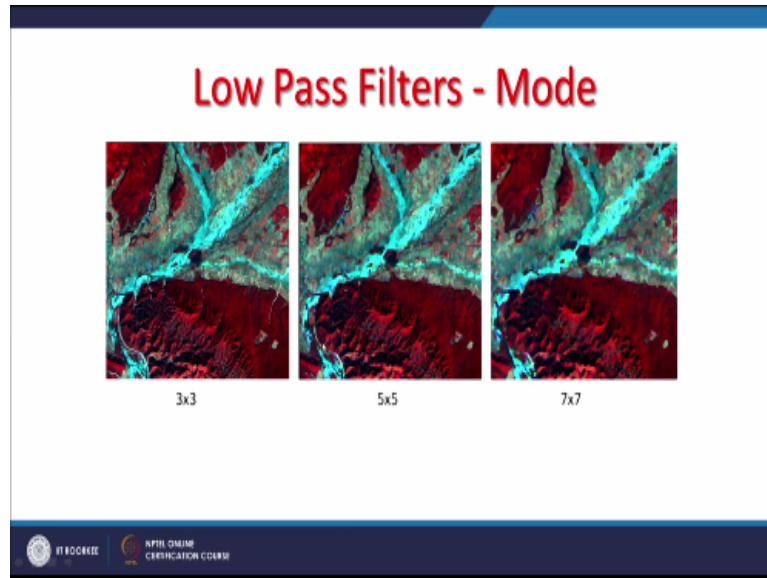 Low Pass Filters - Mode
3x3 5x5 7x7
IIT ROORKEE
NPTEL ONLINE
CERTIFICATION COURSE